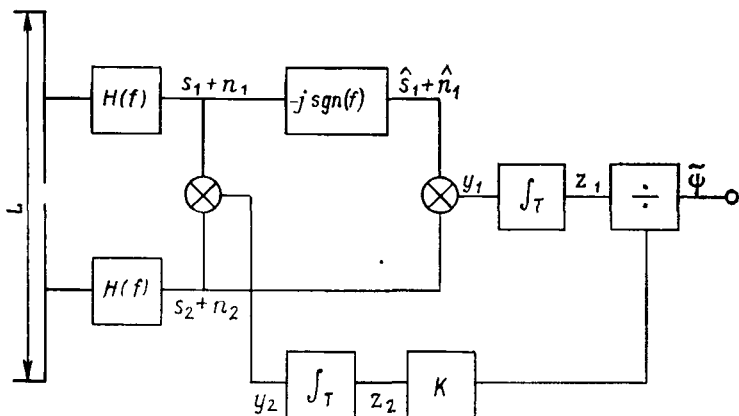 L
H(f)
s₁+n₁
-j sgn(f)
ŝ₁+n̂₁
y₁
∫T
z₁
÷
ψ̃
H(f)
s₂+n₂
y₂
∫T
z₂
K